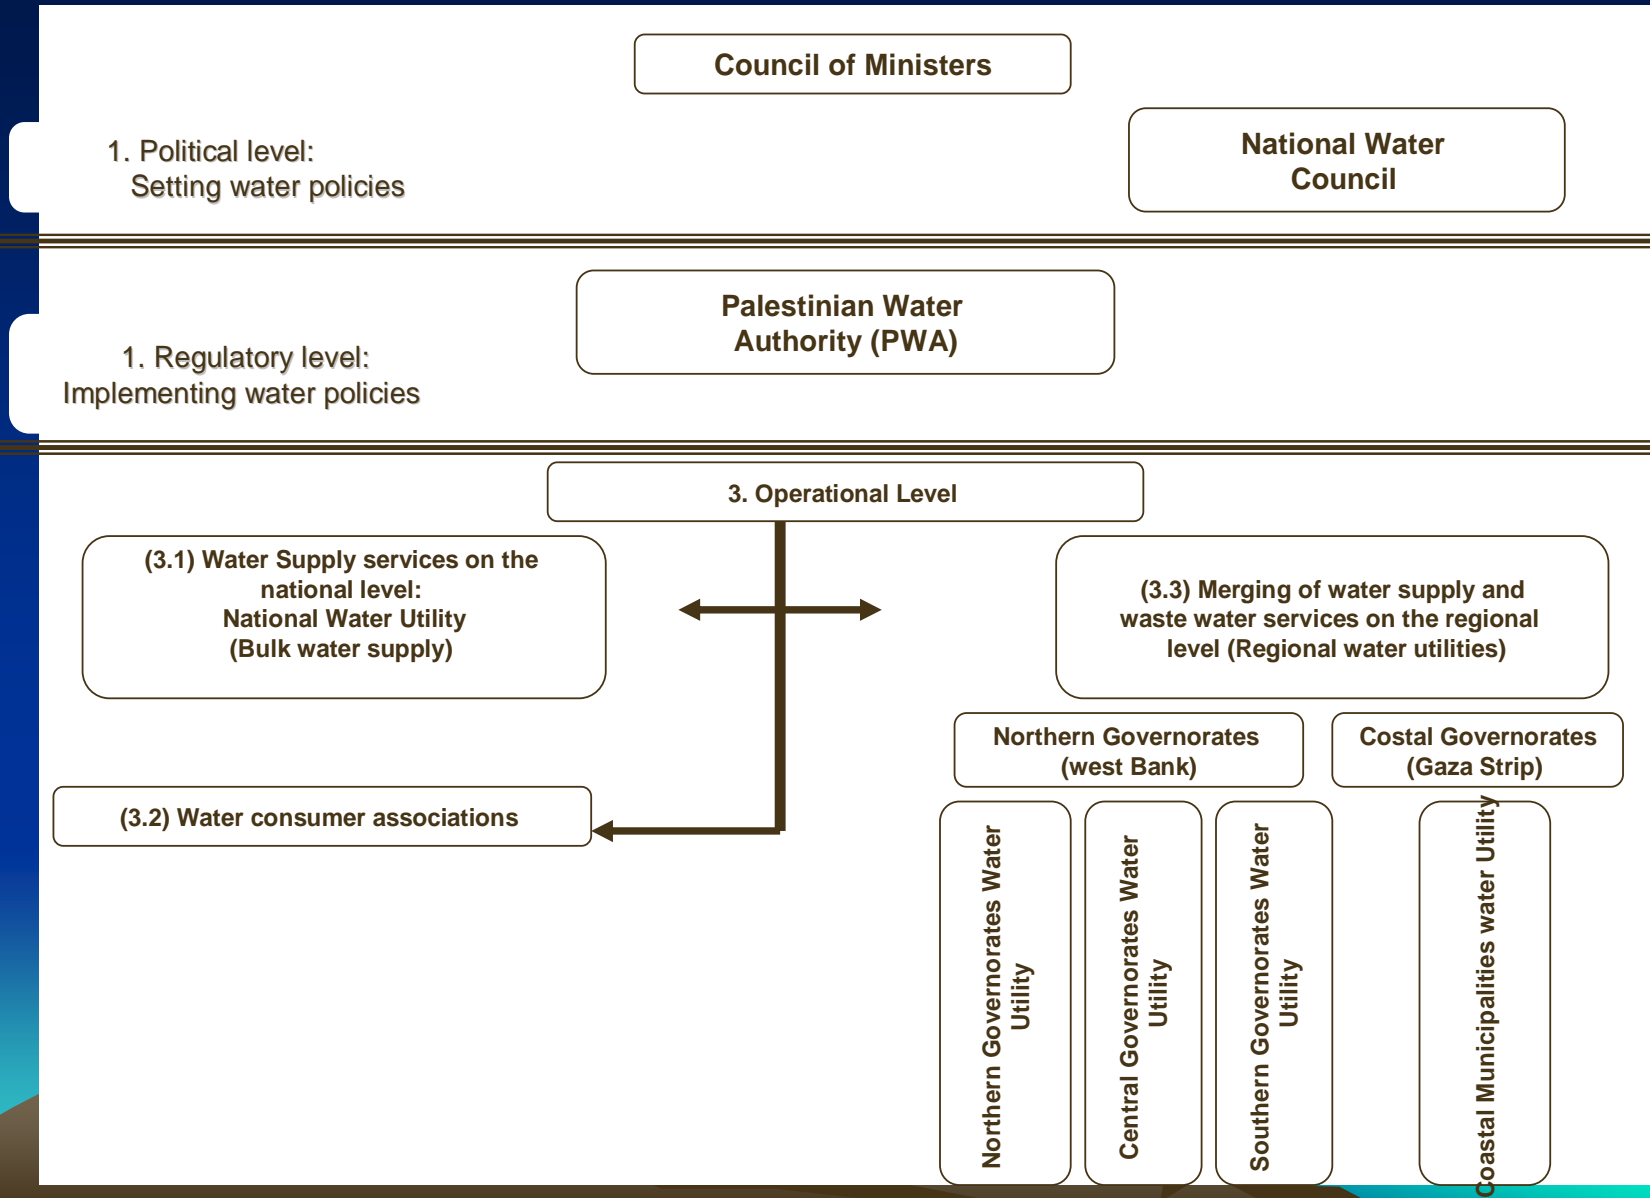 Council of Ministers
National Water
Council
1. Political level:
Setting water policies
Palestinian Water
Authority (PWA)
1. Regulatory level:
Implementing water policies
3. Operational Level
(3.1) Water Supply services on the
national level:
National Water Utility
(Bulk water supply)
(3.3) Merging of water supply and
waste water services on the regional
level (Regional water utilities)
Northern Governorates
(west Bank)
Costal Governorates
(Gaza Strip)
(3.2) Water consumer associations
Northern Governorates Water
Utility
Central Governorates Water
Utility
Southern Governorates Water
Utility
Coastal Municipalities water Utility